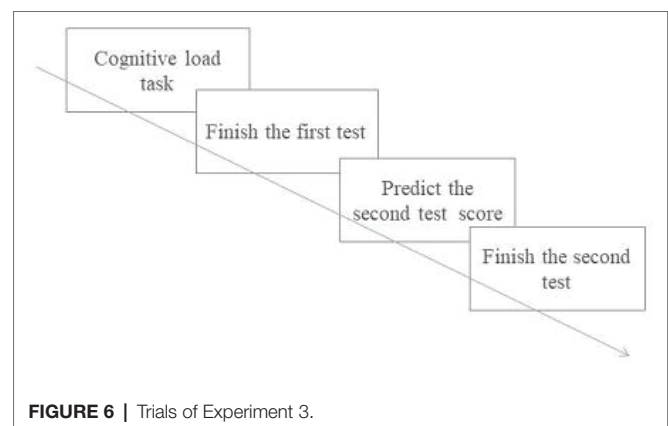 Cognitive load
task
Finish the first test
Predict the
second test score
Finish the second
test
FIGURE 6 | Trials of Experiment 3.